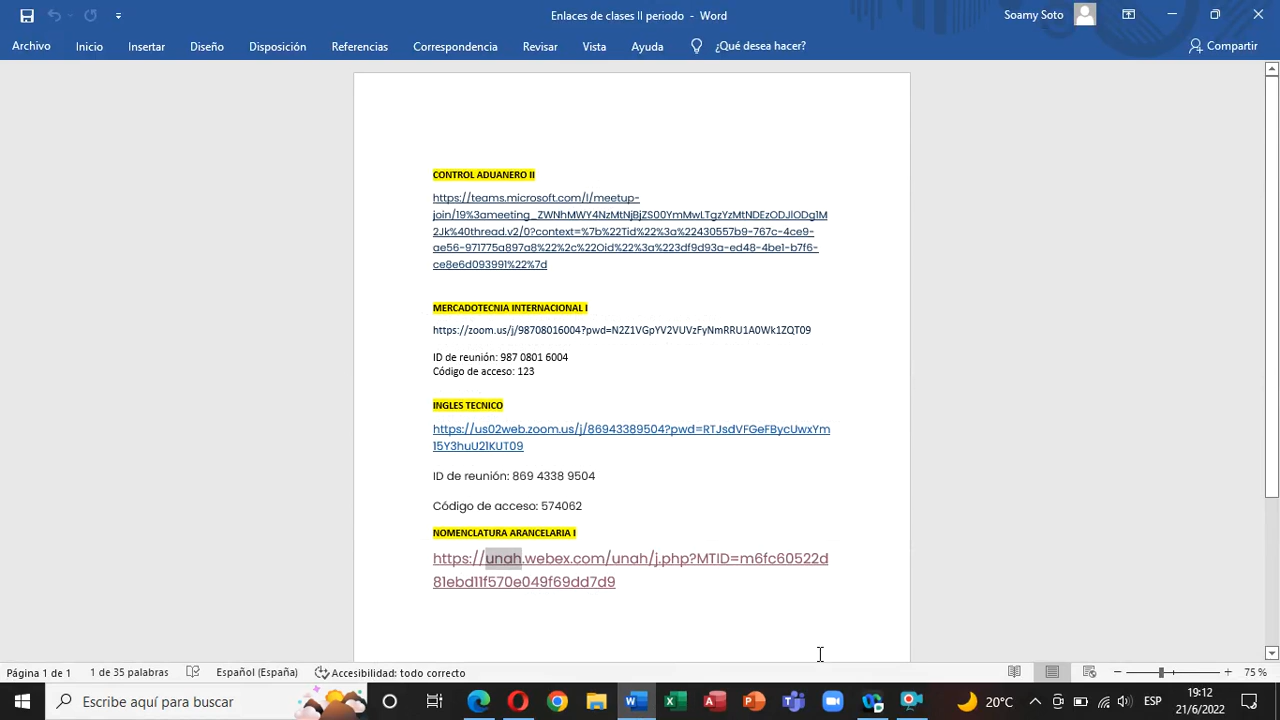 Enlaces de clases II periodo - Word
Soamy Soto
Archivo Inicio Insertar Diseño Disposición Referencias Correspondencia Revisar Vista Ayuda ¿Qué desea hacer? Compartir
CONTROL ADUANERO II
https://teams.microsoft.com/l/meetup-
join/19%3ameeting_ZWNhMWY4NzMtNjBjZS00YmMwLTgzYzMtNDEzODJlODg1M
2Jk%40thread.v2/0?context=%7b%22Tid%22%3a%22430557b9-767c-4ce9-
ae56-971775a897a8%22%2c%22Oid%22%3a%223df9d93a-ed48-4be1-b7f6-
ce8e6d093991%22%7d
MERCADOTECNIA INTERNACIONAL I
https://zoom.us/j/98708016004?pwd=N2Z1VGpYV2VUVzFyNmRRU1A0Wk1ZQT09
ID de reunión: 987 0801 6004
Código de acceso: 123
INGLES TECNICO
https://us02web.zoom.us/j/86943389504?pwd=RTJsdVFGeFBycUwxYm
15Y3huU21KUT09
ID de reunión: 869 4338 9504
Código de acceso: 574062
NOMENCLATURA ARANCELARIA I
https://unah.webex.com/unah/j.php?MTID=m6fc60522d
81ebd11f570e049f69dd7d9
Página 1 de 1 1 de 35 palabras Español (España) Accesibilidad: todo correcto 75 %
Escribe aquí para buscar 20°C ESP 19:12
21/6/2022